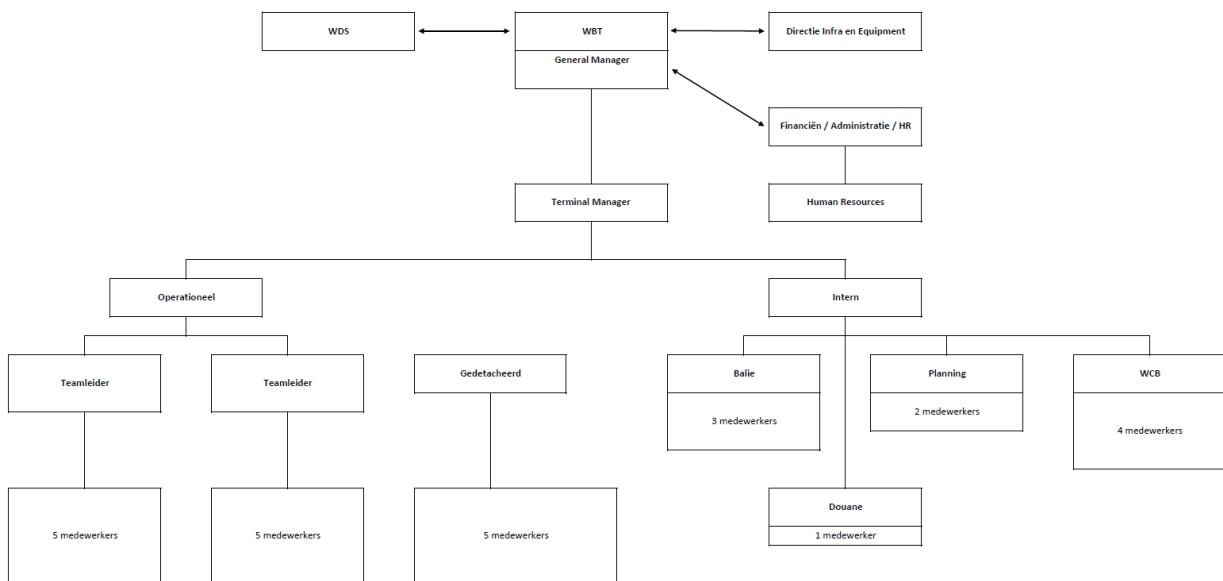 WDS
WBT
Directie Infra en Equipment
General Manager
Financiën / Administratie / HR
Terminal Manager
Human Resources
Operationeel
Intern
Teamleider
Teamleider
Gedetacheerd
Balie
Planning
WCB
3 medewerkers
2 medewerkers
4 medewerkers
5 medewerkers
5 medewerkers
5 medewerkers
Douane
1 medewerker